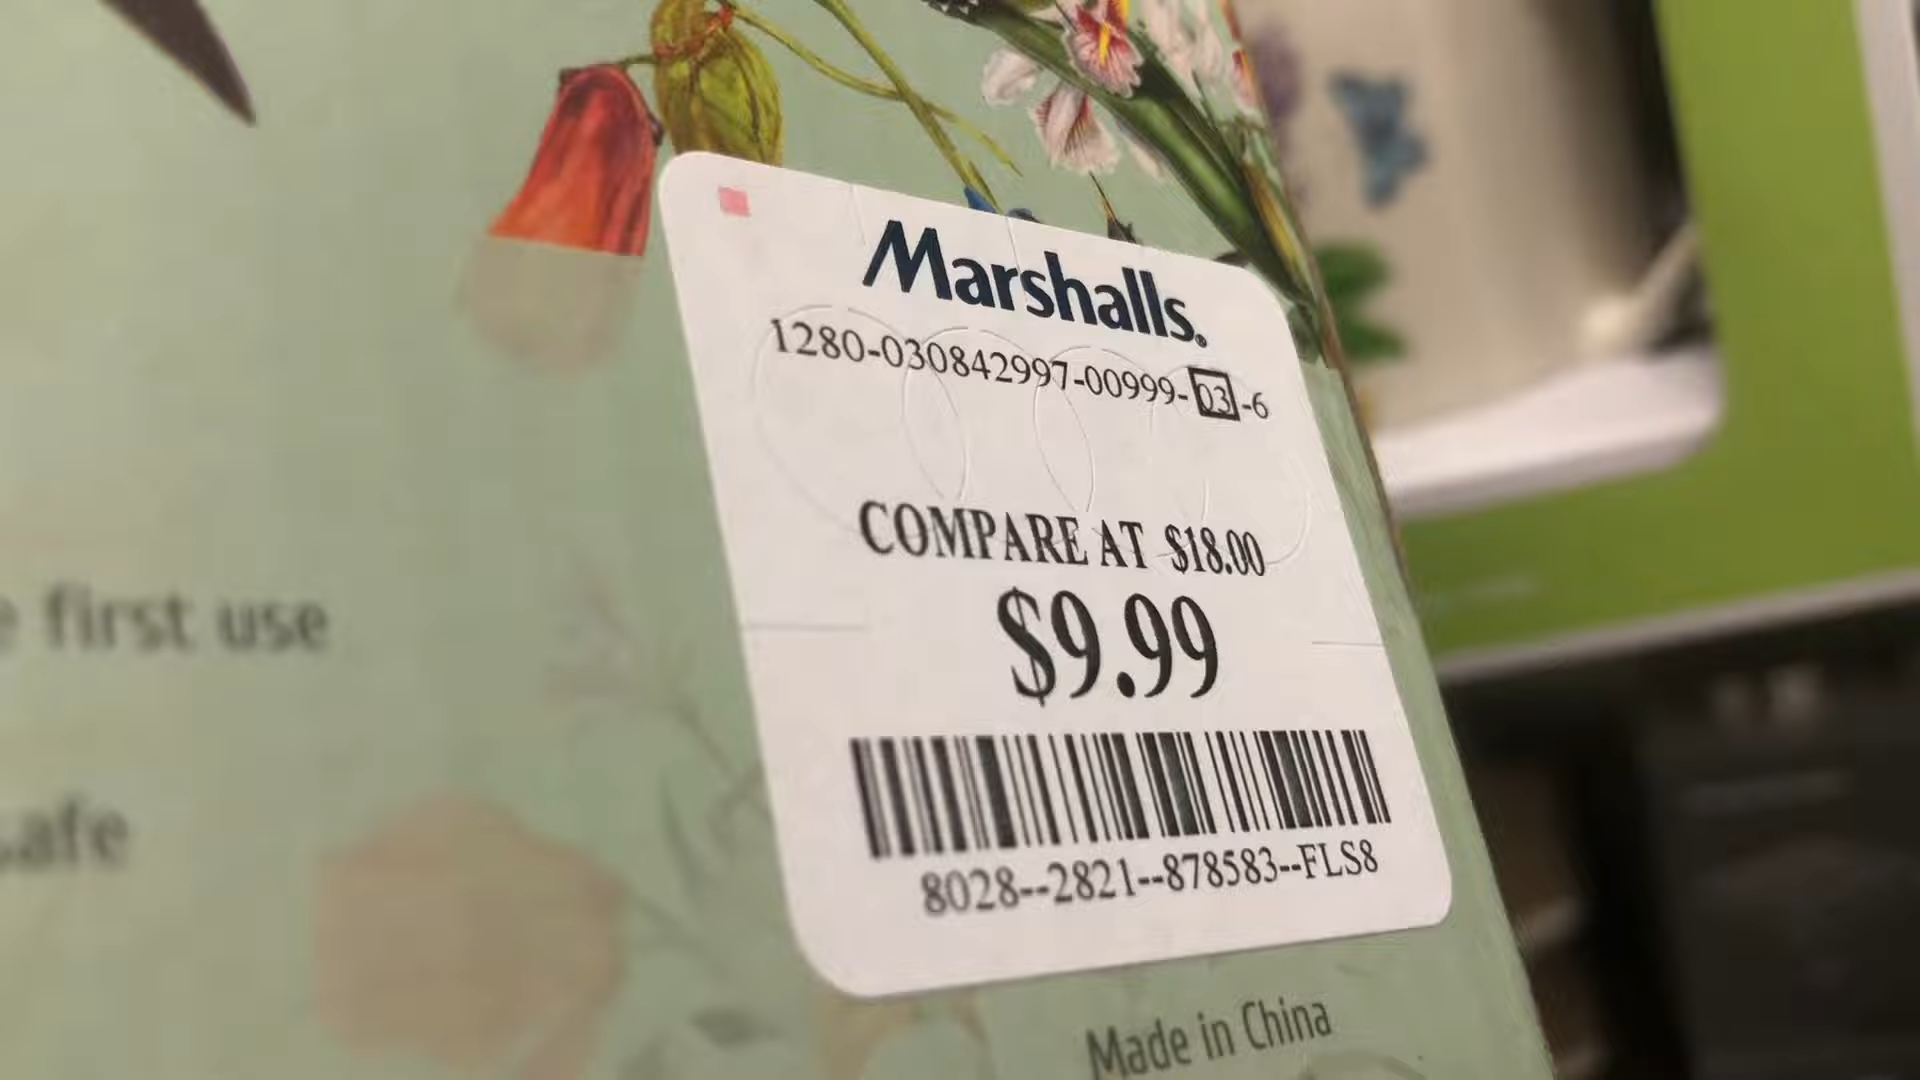 Marshalls.
1280-030842997-00999-03-6
COMPARE AT $18.00
$9.99
8028--2821--878583--FLS8
first use
safe
Made in China